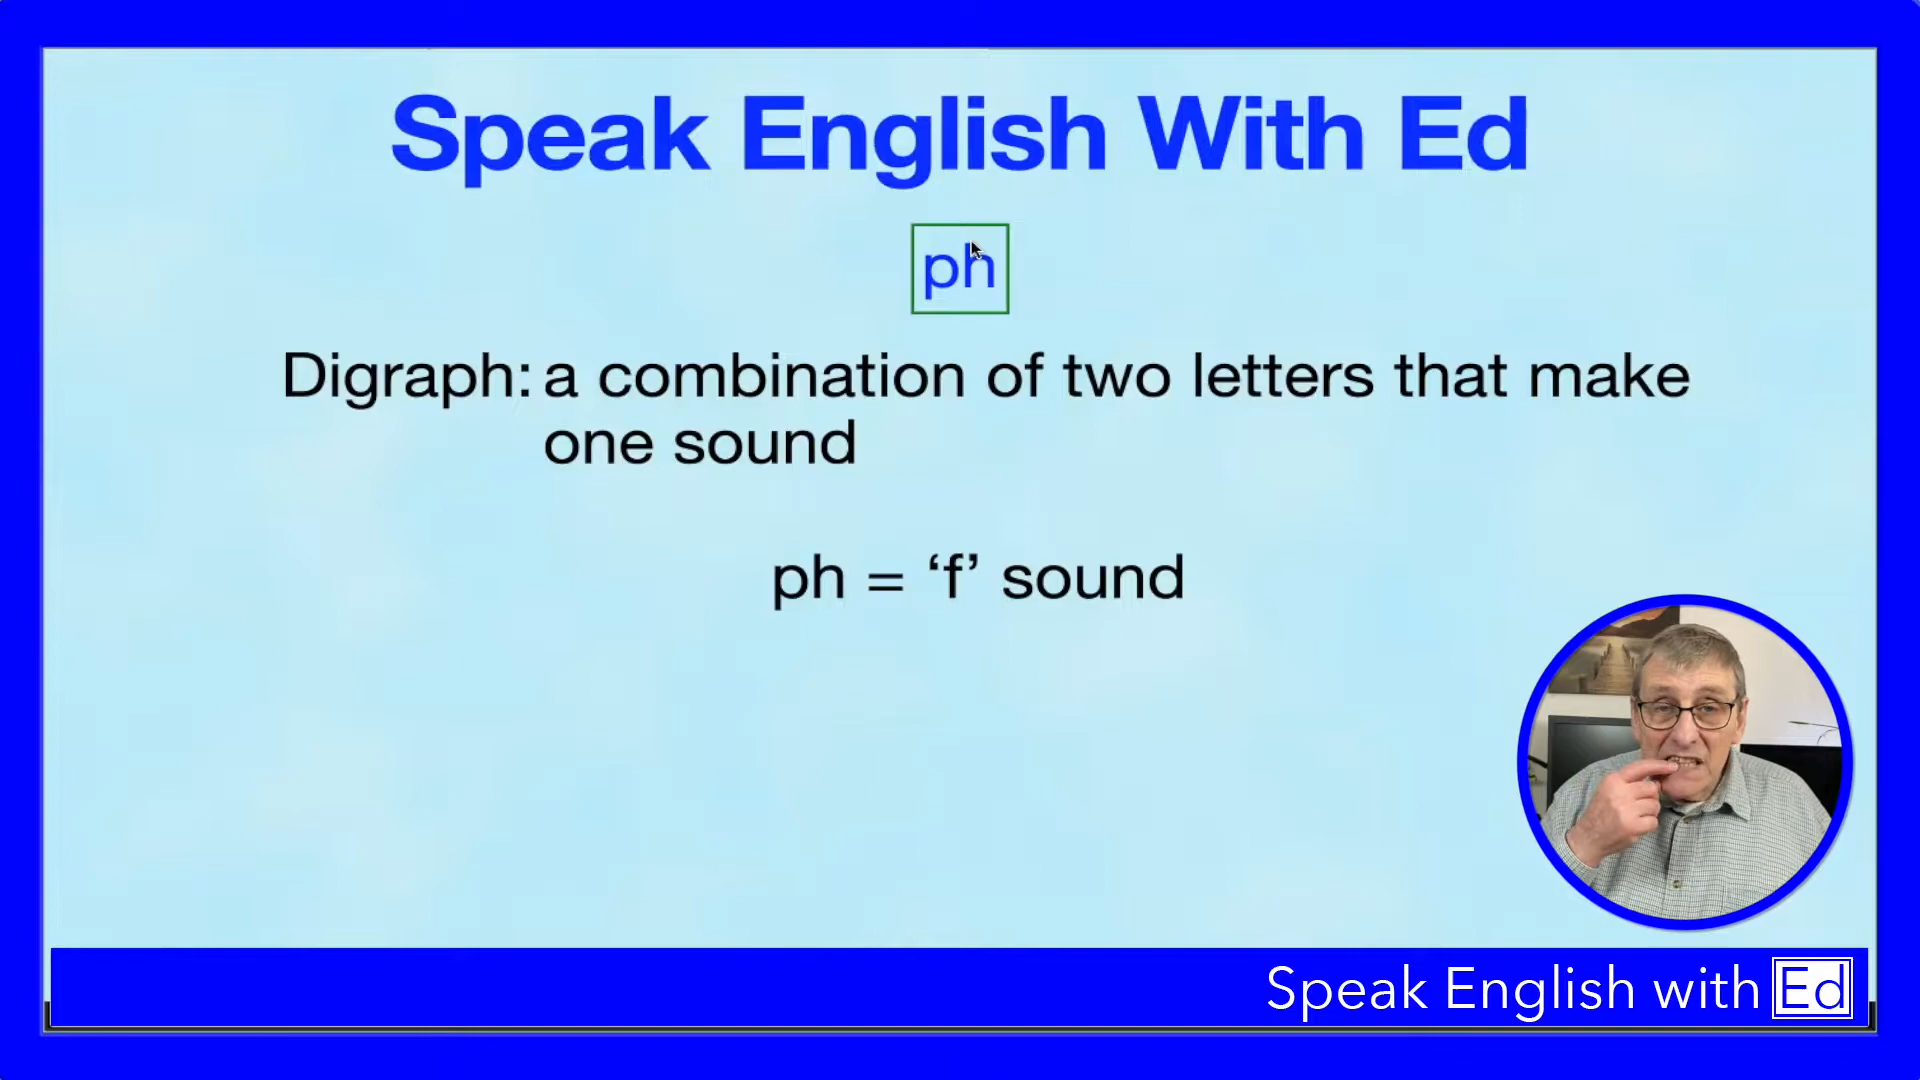 Speak English With Ed
ph
Digraph: a combination of two letters that make
one sound
ph = ‘f’ sound
Speak English with Ed